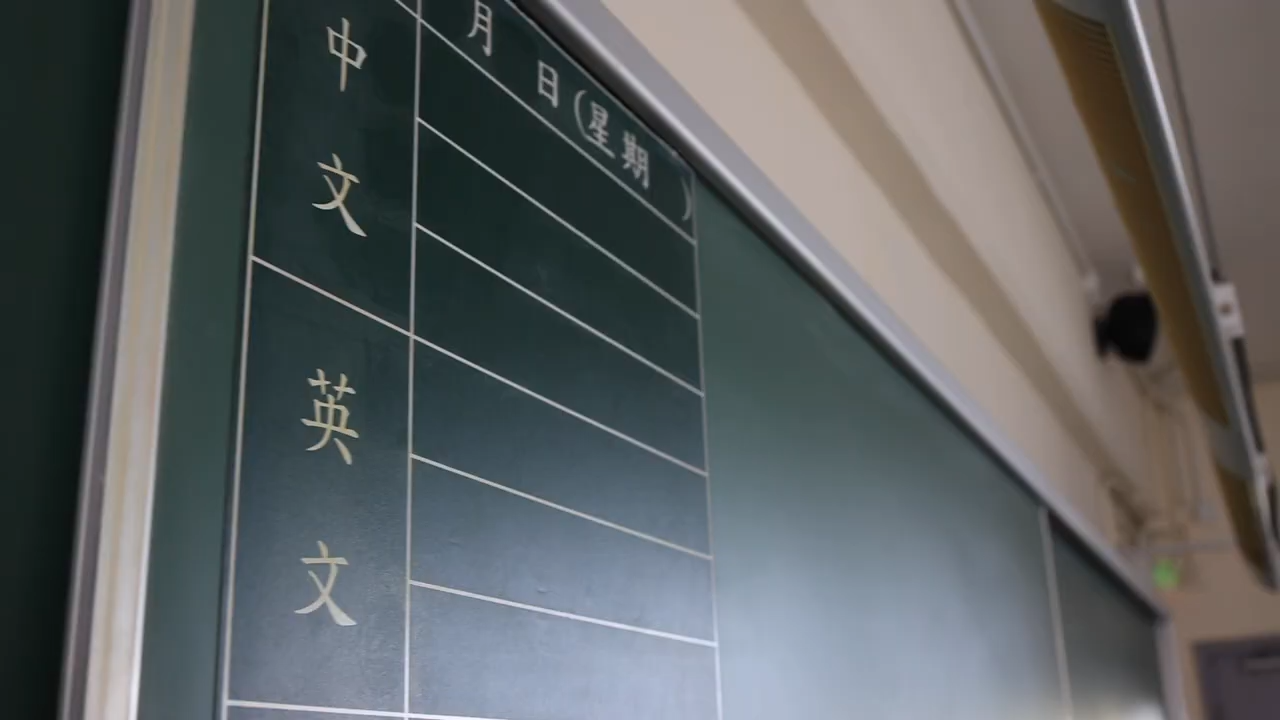 月 日(星期 )
中文
英文